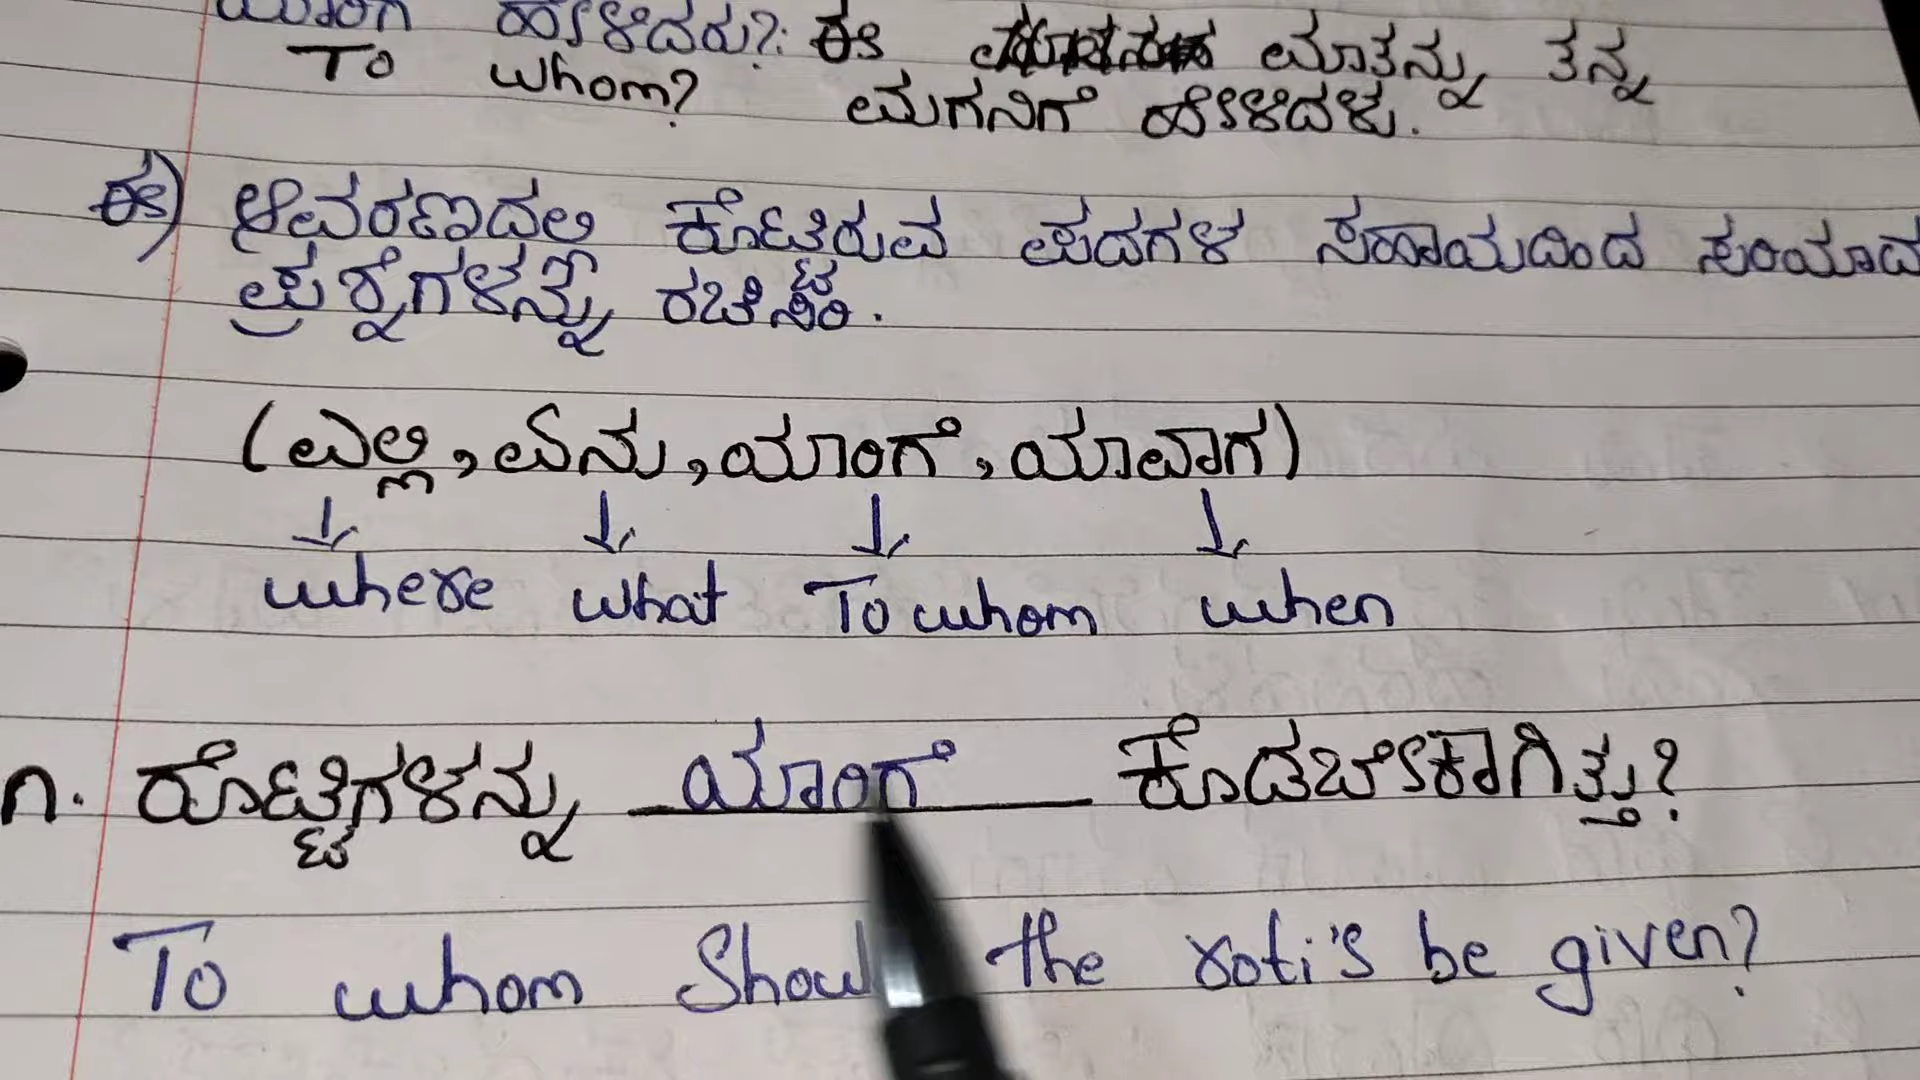 ಯಾರಿಗೆ ಹೇಳಿದರು?: ಈ ಮಾತನ್ನು ತನ್ನ
To whom? ಮಗನಿಗೆ ಹೇಳಿದಳು.
ಈ) ಆವರಣದಲ್ಲಿ ಕೊಟ್ಟಿರುವ ಪದಗಳ ಸಹಾಯದಿಂದ ಸರಿಯಾದ
ಪ್ರಶ್ನೆಗಳನ್ನು ರಚಿಸಿರಿ.
(ಎಲ್ಲಿ, ಏನು, ಯಾರಿಗೆ, ಯಾವಾಗ)
where what To whom when
೧. ರೊಟ್ಟಿಗಳನ್ನು ಯಾರಿಗೆ ಕೊಡಬೇಕಾಗಿತ್ತು?
To whom the roti's be given?